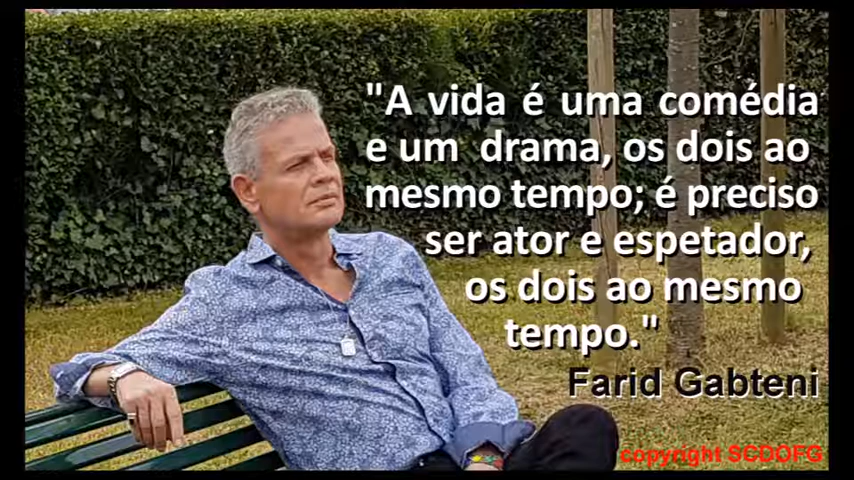 "A vida é uma comédia
e um drama, os dois ao
mesmo tempo; é preciso
ser ator e espetador,
os dois ao mesmo
tempo."
Farid Gabteni
copyright SCDOFG